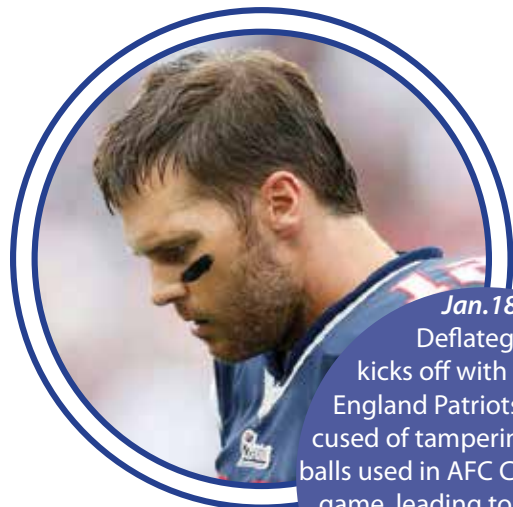 Jan.18
Deflateg
kicks off with
England Patriots
cused of tamperin
balls used in AFC C
game, leading to